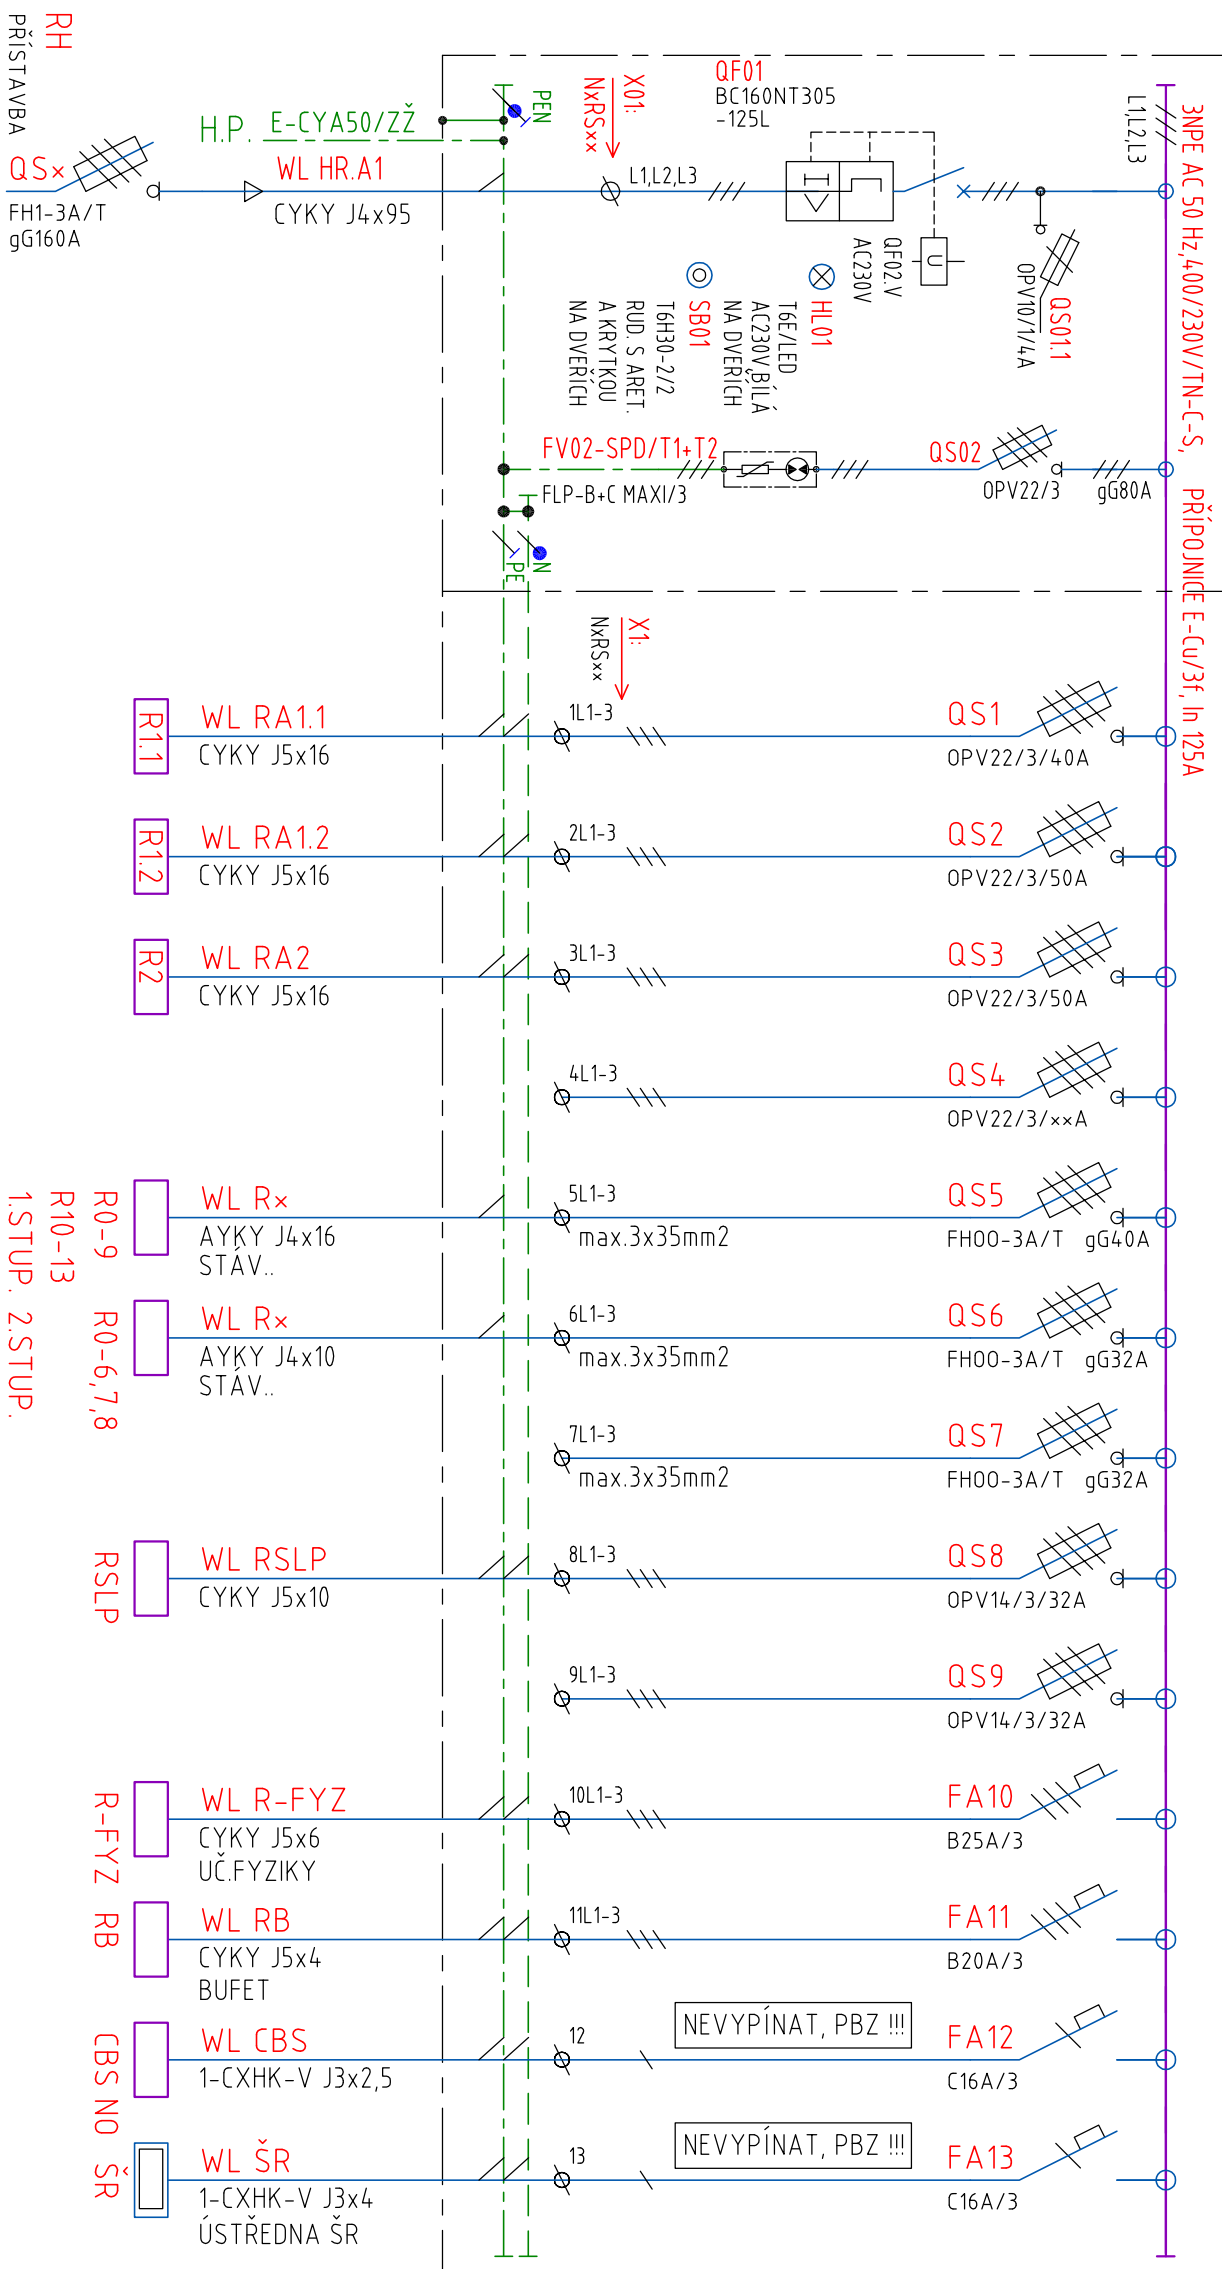 RH
PŘÍSTAVBA
QSx
FH1-3A/T
gG160A
H.P.
E-CYA50/ZŽ
WL HR.A1
CYKY J4x95
PEN
X01:
NxRSxx
L1,L2,L3
QF01
BC160NT305
-125L
QF02.V
AC230V
U
HL01
T6E/LED
AC230V,BÍLÁ
NA DVEŘÍCH
SB01
T6H30-2/2
RUD. S ARET.
A KRYTKOU
NA DVEŘÍCH
QS01.1
OPV10/1/4A
L1,L2,L3
3NPE AC 50 Hz,400/230V/TN-C-S,
PŘÍPOJNICE E-Cu/3f, In 125A
FV02-SPD/T1+T2
FLP-B+C MAXI/3
QS02
OPV22/3
gG80A
N
PE
X1:
NxRSxx
R1.1
WL RA1.1
CYKY J5x16
1L1-3
QS1
OPV22/3/40A
R1.2
WL RA1.2
CYKY J5x16
2L1-3
QS2
OPV22/3/50A
R2
WL RA2
CYKY J5x16
3L1-3
QS3
OPV22/3/50A
4L1-3
QS4
OPV22/3/xxA
R0-9
R10-13
1.STUP. 2.STUP.
WL Rx
AYKY J4x16
STÁV..
5L1-3
max.3x35mm2
QS5
FH00-3A/T gG40A
R0-6,7,8
WL Rx
AYKY J4x10
STÁV..
6L1-3
max.3x35mm2
QS6
FH00-3A/T gG32A
7L1-3
max.3x35mm2
QS7
FH00-3A/T gG32A
RSLP
WL RSLP
CYKY J5x10
8L1-3
QS8
OPV14/3/32A
9L1-3
QS9
OPV14/3/32A
R-FYZ
WL R-FYZ
CYKY J5x6
UČ.FYZIKY
10L1-3
FA10
B25A/3
RB
WL RB
CYKY J5x4
BUFET
11L1-3
FA11
B20A/3
CBS NO
WL CBS
1-CXHK-V J3x2,5
12
NEVYPÍNAT, PBZ !!!
FA12
C16A/3
ŠR
WL ŠR
1-CXHK-V J3x4
ÚSTŘEDNA ŠR
13
NEVYPÍNAT, PBZ !!!
FA13
C16A/3